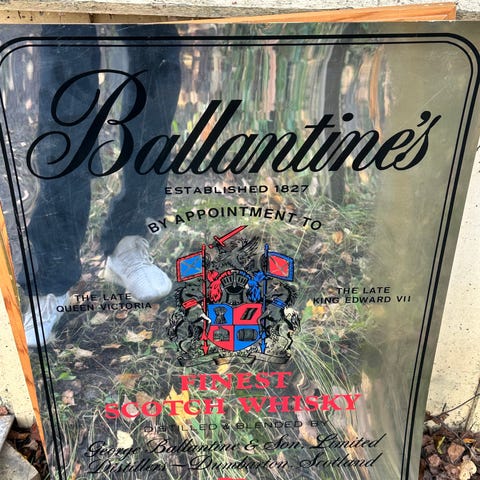 Ballantine's
ESTABLISHED 1827
BY APPOINTMENT TO
THE LATE
QUEEN VICTORIA
THE LATE
KING EDWARD VII
FINEST
SCOTCH WHISKY
DISTILLED & BLENDED BY
George Ballantine & Son, Limited
Distillers — Dumbarton, Scotland